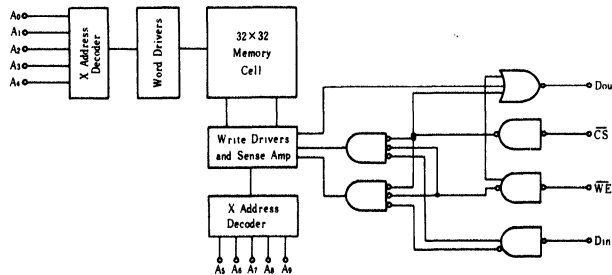 A0
A1
A2
A3
A4
X Address
Decoder
Word Drivers
32×32
Memory
Cell
Write Drivers
and Sense Amp
X Address
Decoder
A5 A6 A7 A8 A9
Dou
CS
WE
Din